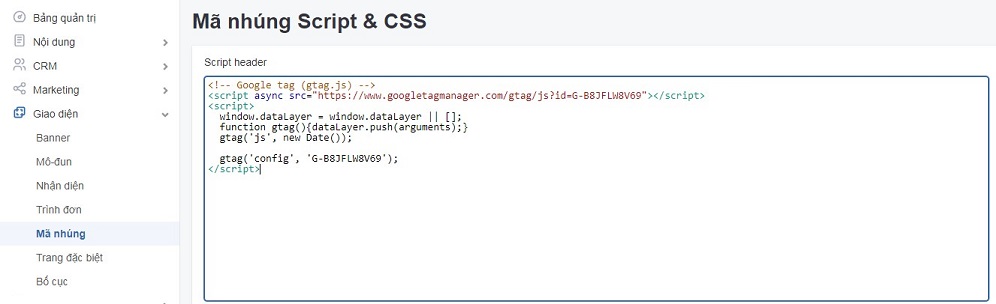 Bảng quản trị
Nội dung
CRM
Marketing
Giao diện
Banner
Mô-đun
Nhận diện
Trình đơn
Mã nhúng
Trang đặc biệt
Bố cục
Mã nhúng Script & CSS
Script header
<!-- Google tag (gtag.js) -->
<script async src="https://www.googletagmanager.com/gtag/js?id=G-B8JFLW8V69"></script>
<script>
  window.dataLayer = window.dataLayer || [];
  function gtag(){dataLayer.push(arguments);}
  gtag('js', new Date());

  gtag('config', 'G-B8JFLW8V69');
</script>